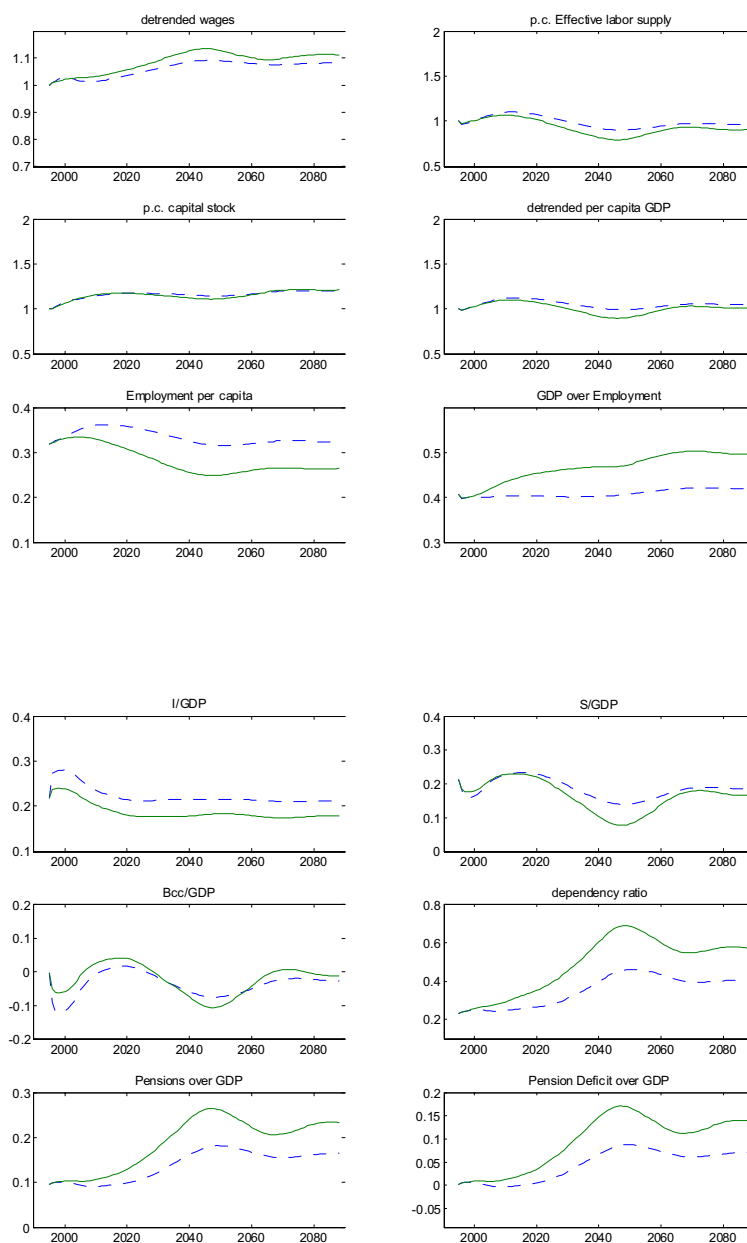 detrended wages
1.1
1
0.9
0.8
0.7
2000 2020 2040 2060 2080
p.c. Effective labor supply
2
1.5
1
0.5
2000 2020 2040 2060 2080
p.c. capital stock
2
1.5
1
0.5
2000 2020 2040 2060 2080
detrended per capita GDP
2
1.5
1
0.5
2000 2020 2040 2060 2080
Employment per capita
0.4
0.3
0.2
0.1
2000 2020 2040 2060 2080
GDP over Employment
0.5
0.4
0.3
2000 2020 2040 2060 2080
I/GDP
0.4
0.3
0.2
0.1
2000 2020 2040 2060 2080
S/GDP
0.4
0.3
0.2
0.1
0
2000 2020 2040 2060 2080
Bcc/GDP
0.2
0.1
0
-0.1
-0.2
2000 2020 2040 2060 2080
dependency ratio
0.8
0.6
0.4
0.2
2000 2020 2040 2060 2080
Pensions over GDP
0.3
0.2
0.1
0
2000 2020 2040 2060 2080
Pension Deficit over GDP
0.2
0.15
0.1
0.05
0
-0.05
2000 2020 2040 2060 2080